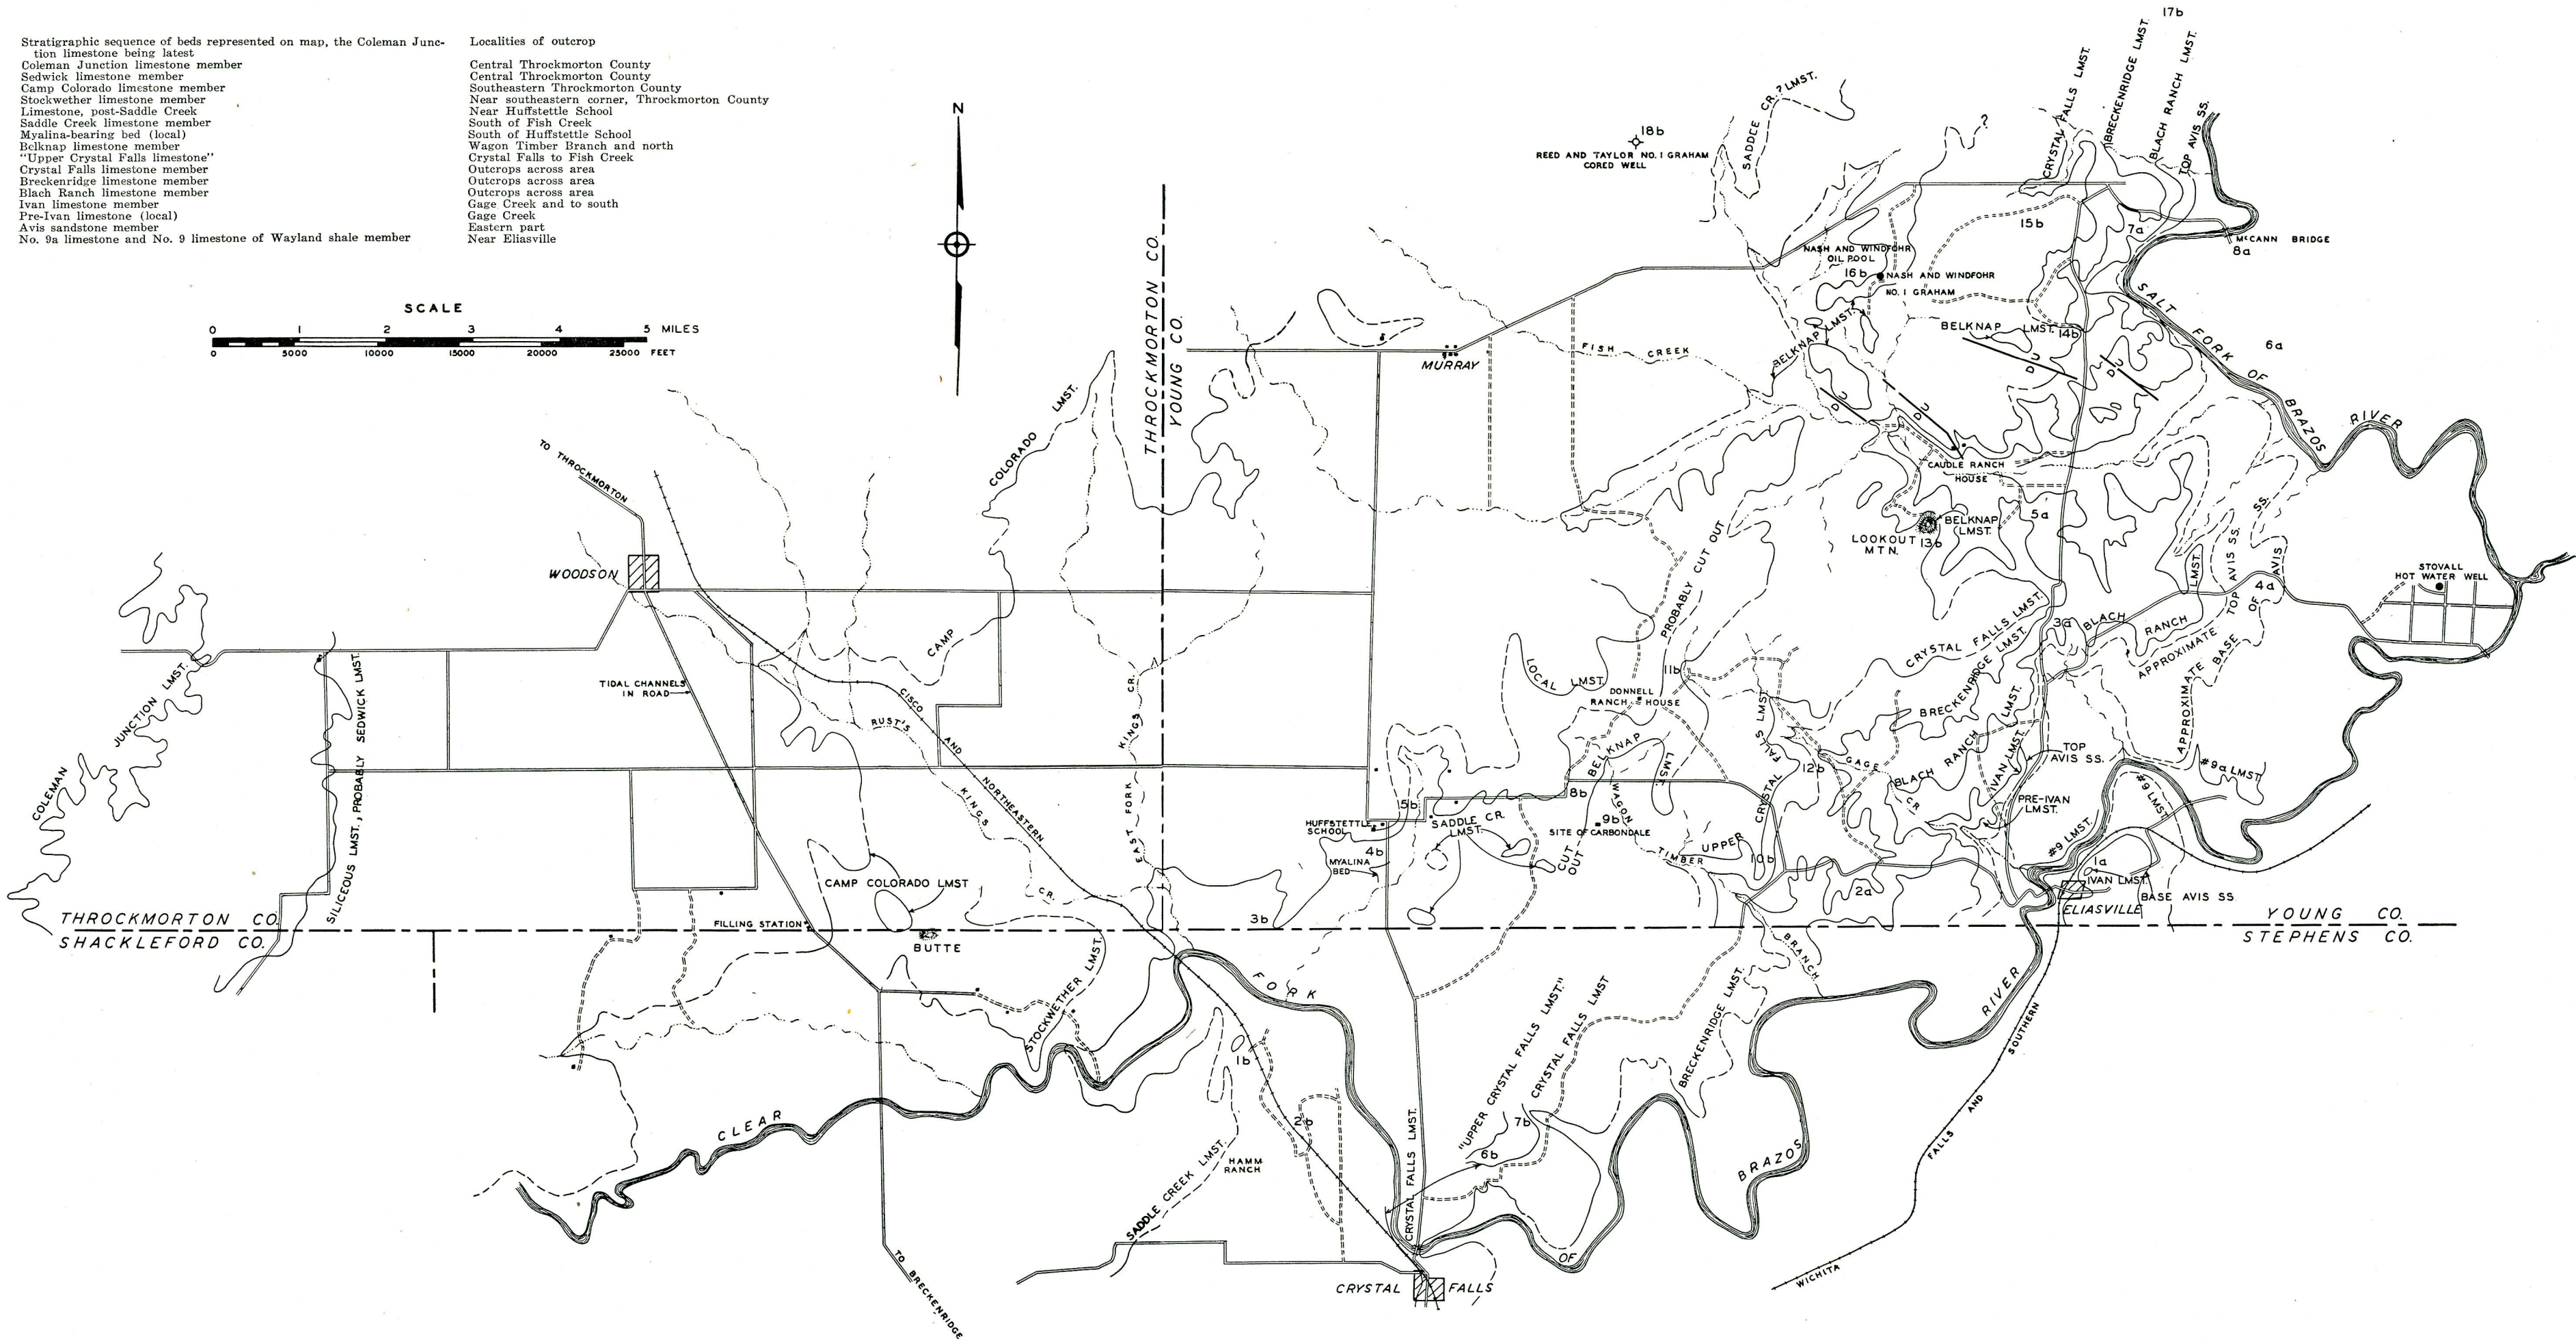 Stratigraphic sequence of beds represented on map, the Coleman Junc-
tion limestone being latest
Coleman Junction limestone member
Sedwick limestone member
Camp Colorado limestone member
Stockwether limestone member
Limestone, post-Saddle Creek
Saddle Creek limestone member
Myalina-bearing bed (local)
Belknap limestone member
"Upper Crystal Falls limestone"
Crystal Falls limestone member
Breckenridge limestone member
Blach Ranch limestone member
Ivan limestone member
Pre-Ivan limestone (local)
Avis sandstone member
No. 9a limestone and No. 9 limestone of Wayland shale member
Localities of outcrop
Central Throckmorton County
Central Throckmorton County
Southeastern Throckmorton County
Near southeastern corner, Throckmorton County
Near Huffstettle School
South of Fish Creek
South of Huffstettle School
Wagon Timber Branch and north
Crystal Falls to Fish Creek
Outcrops across area
Outcrops across area
Outcrops across area
Gage Creek and to south
Gage Creek
Eastern part
Near Eliasville
SCALE
0 1 2 3 4 5 MILES
0 5000 10000 15000 20000 25000 FEET
N
THROCKMORTON CO.
YOUNG CO.
17b
SADDLE CR.? LMST.
CRYSTAL FALLS LMST.
BRECKENRIDGE LMST.
BLACH RANCH LMST.
TOP AVIS SS.
?
18b
REED AND TAYLOR NO. 1 GRAHAM
CORED WELL
15b
7a
McCANN BRIDGE
8a
NASH AND WINDFOHR
OIL POOL
16b
NASH AND WINDFOHR
NO. 1 GRAHAM
BELKNAP LMST.
BELKNAP LMST.
14b
SALT FORK OF BRAZOS RIVER
6a
U
D
U
D
U
D
U
D
FISH CREEK
MURRAY
CAUDLE RANCH
HOUSE
BELKNAP
LMST.
5a
LOOKOUT
MTN.
13b
TO THROCKMORTON
WOODSON
CAMP COLORADO LMST.
TIDAL CHANNELS
IN ROAD
RUST'S
CISCO AND NORTHEASTERN
KINGS CR.
EAST FORK KINGS CR.
COLEMAN JUNCTION LMST.
SILICEOUS LMST., PROBABLY SEDWICK LMST.
PROBABLY CUT OUT
LOCAL LMST.
DONNELL
RANCH HOUSE
11b
CRYSTAL FALLS LMST.
BRECKENRIDGE LMST.
3a
BLACH RANCH LMST.
TOP AVIS SS.
APPROXIMATE TOP AVIS SS.
APPROXIMATE BASE OF AVIS SS.
4a
STOVALL
HOT WATER WELL
BELKNAP LMST.
CRYSTAL FALLS LMST.
12b
GAGE CR.
BLACH RANCH LMST.
IVAN LMST.
TOP
AVIS SS.
PRE-IVAN
LMST.
#9 LMST.
#9 LMST.
#9a LMST.
5b
8b
9b
SITE OF CARBONDALE
HUFFSTETTLE
SCHOOL
SADDLE CR.
LMST.
4b
MYALINA
BED
CUT
OUT
WAGON TIMBER BRANCH
UPPER
10b
2a
1a
IVAN LMST.
BASE AVIS SS.
ELIASVILLE
CAMP COLORADO LMST
FILLING STATION
BUTTE
3b
THROCKMORTON CO.
SHACKLEFORD CO.
YOUNG CO.
STEPHENS CO.
STOCKWETHER LMST.
CLEAR FORK OF BRAZOS RIVER
1b
2b
HAMM
RANCH
SADDLE CREEK LMST.
CRYSTAL FALLS LMST.
"UPPER CRYSTAL FALLS LMST."
CRYSTAL FALLS LMST
BRECKENRIDGE LMST.
7b
6b
WICHITA FALLS AND SOUTHERN
TO BRECKENRIDGE
CRYSTAL FALLS